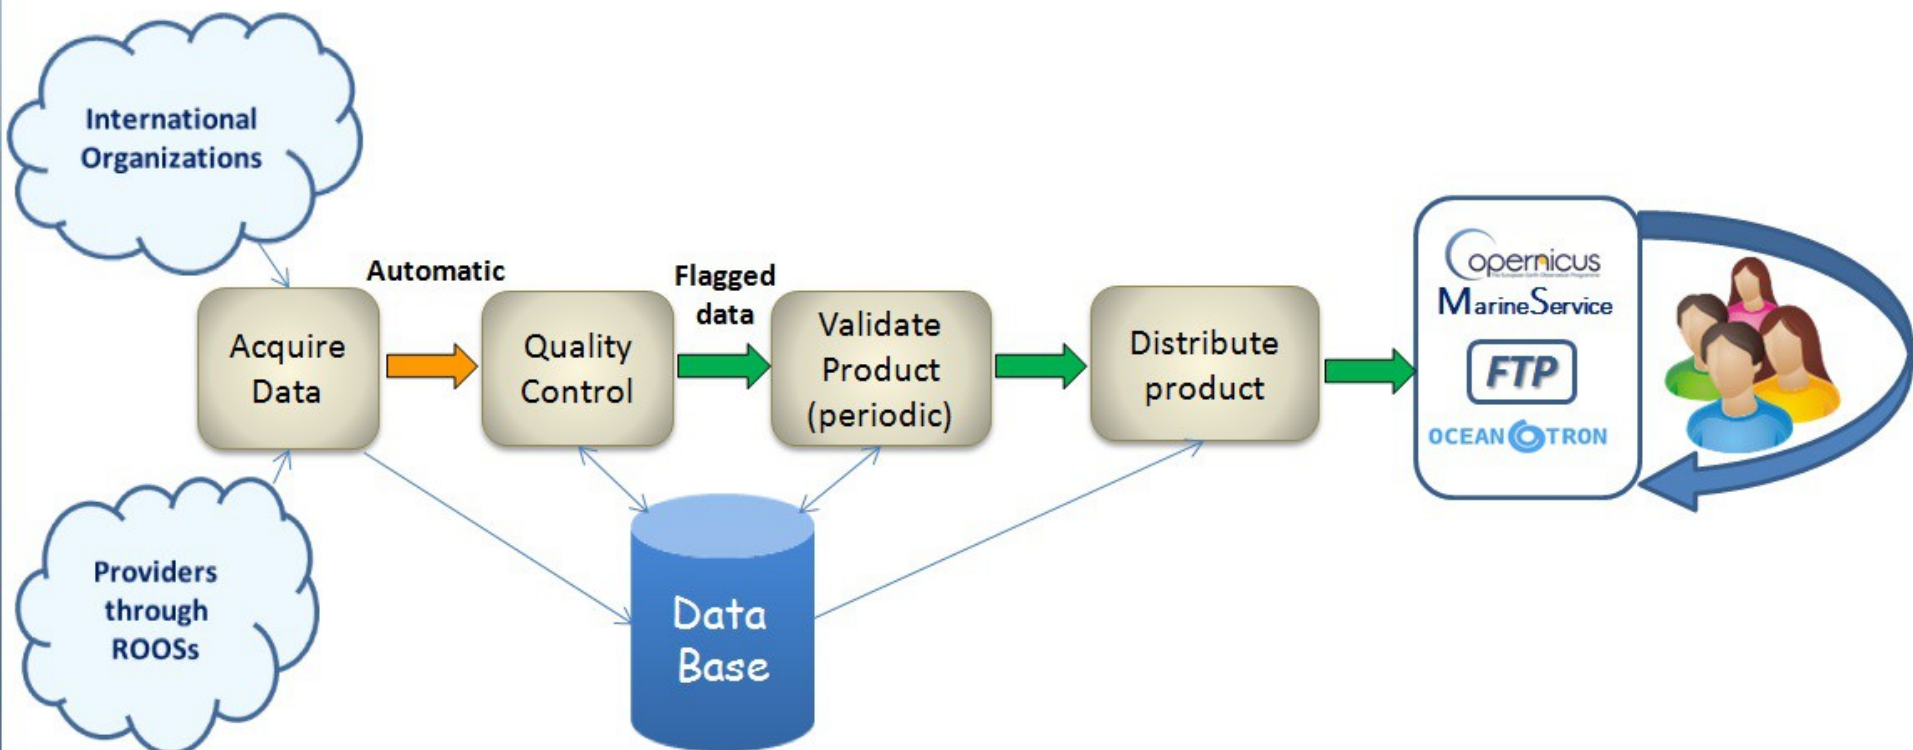 International
Organizations
Automatic
Flagged
data
Acquire
Data
Quality
Control
Validate
Product
(periodic)
Distribute
product
Copernicus
MarineService
FTP
OCEANOTRON
Providers
through
ROOSs
Data
Base